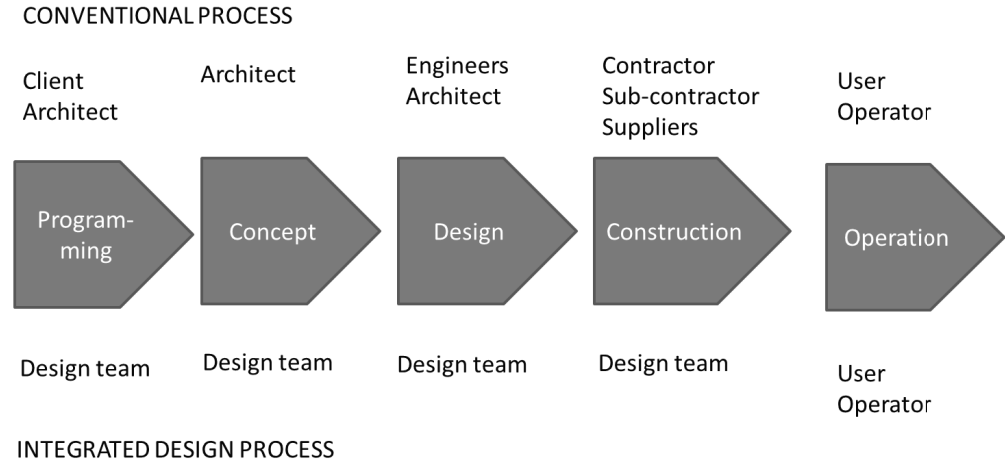 CONVENTIONAL PROCESS
Client
Architect
Architect
Engineers
Architect
Contractor
Sub-contractor
Suppliers
User
Operator
Program-
ming
Concept
Design
Construction
Operation
Design team
Design team
Design team
Design team
User
Operator
INTEGRATED DESIGN PROCESS